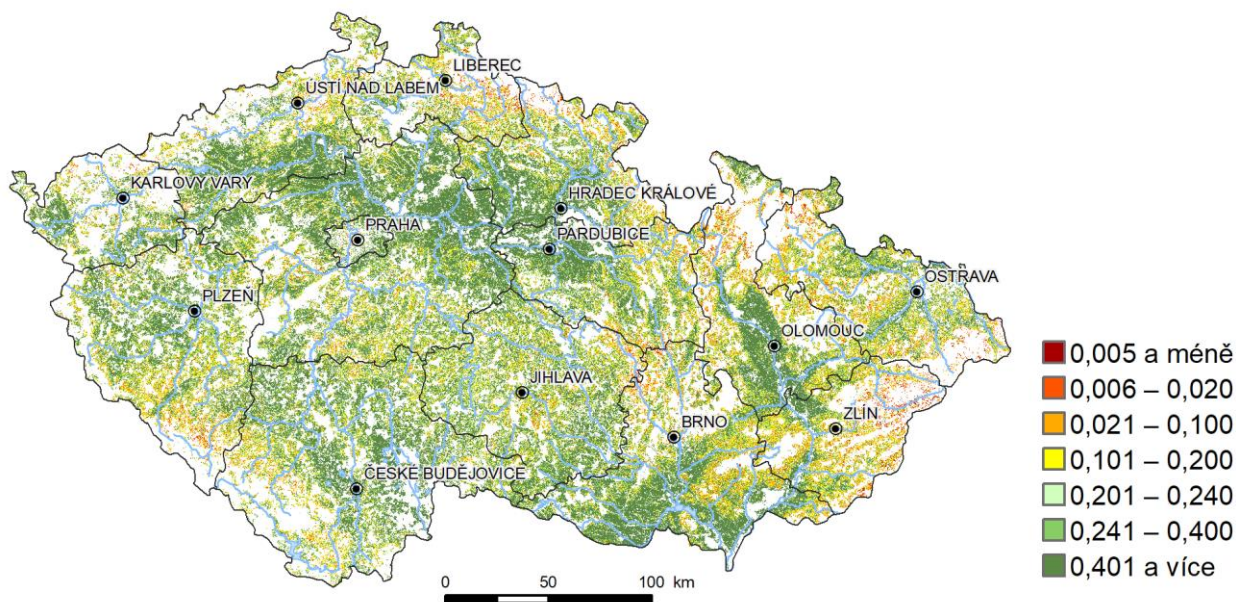 LIBEREC
ÚSTÍ NAD LABEM
KARLOVY VARY
HRADEC KRÁLOVÉ
PRAHA
PARDUBICE
OSTRAVA
PLZEŇ
OLOMOUC
JIHLAVA
ZLÍN
BRNO
ČESKÉ BUDĚJOVICE
0 50 100 km
0,005 a méně
0,006 – 0,020
0,021 – 0,100
0,101 – 0,200
0,201 – 0,240
0,241 – 0,400
0,401 a více